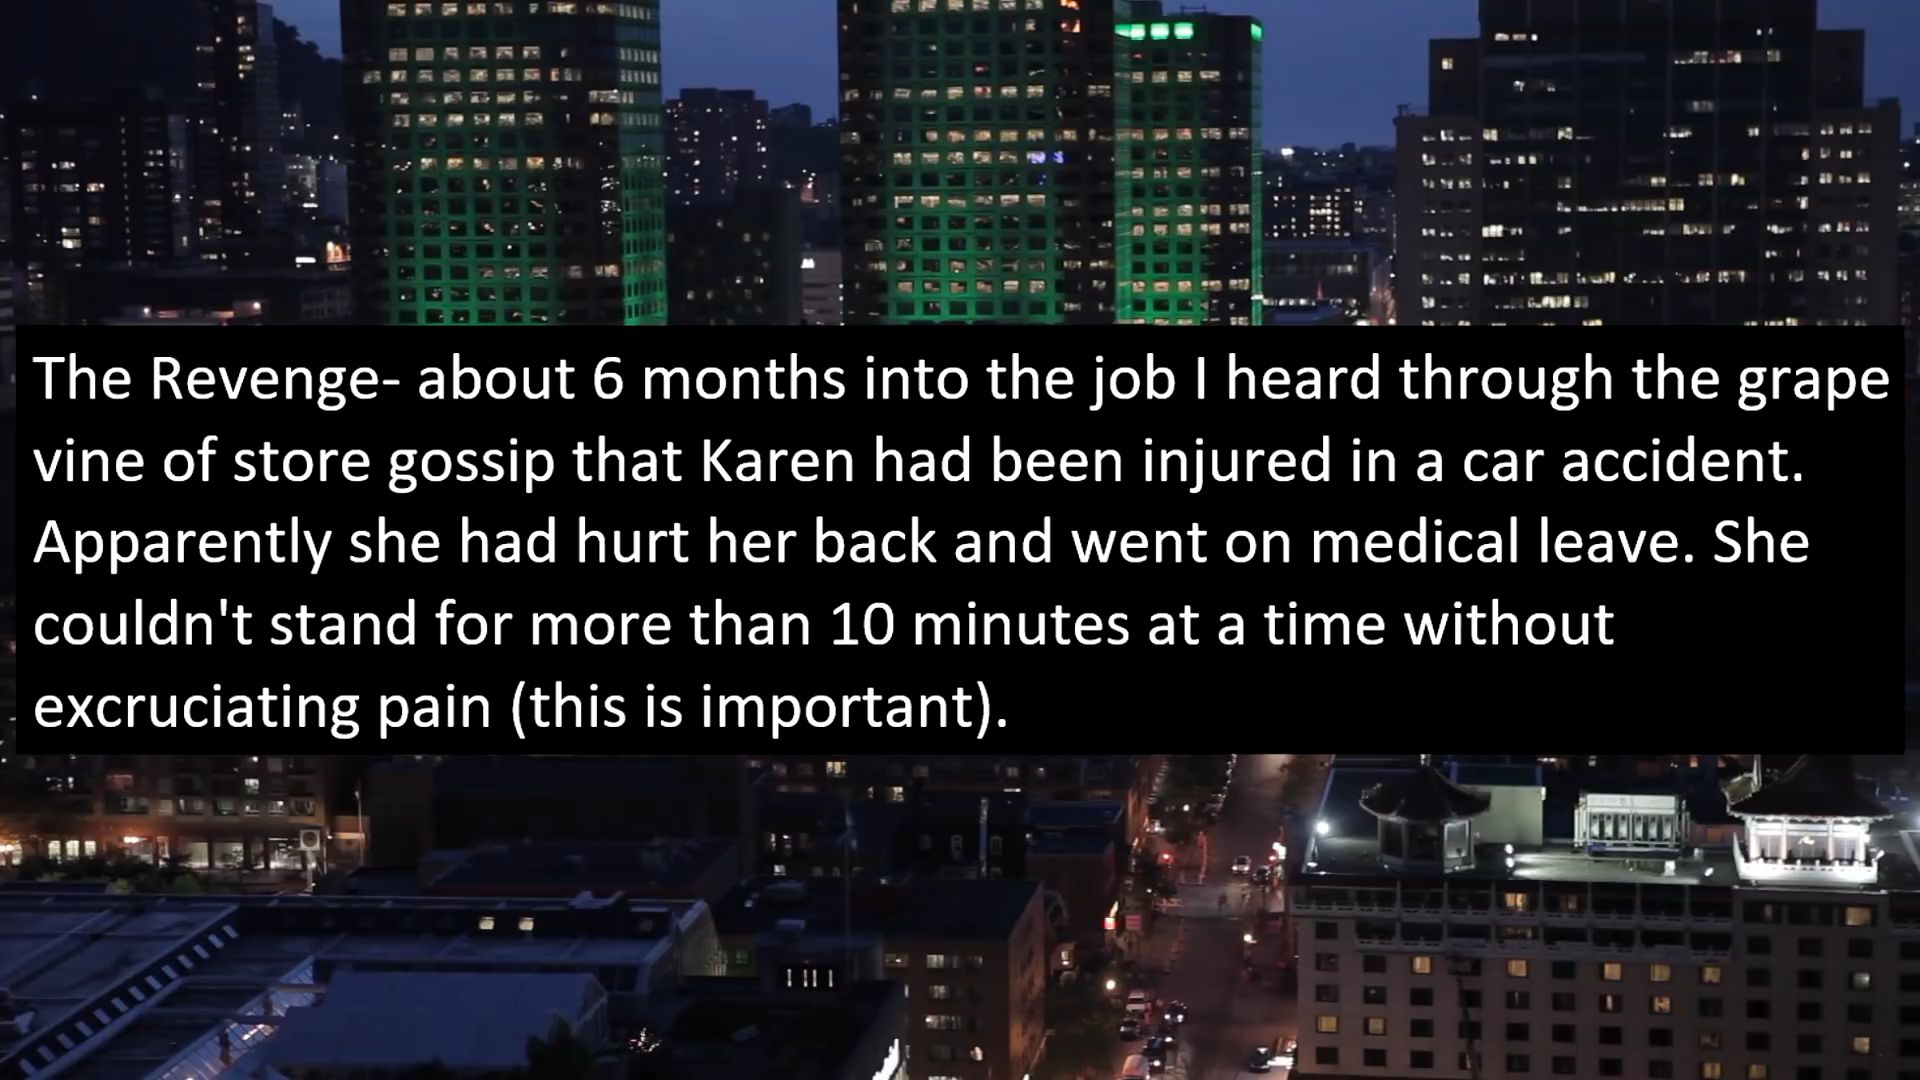 The Revenge- about 6 months into the job I heard through the grape
vine of store gossip that Karen had been injured in a car accident.
Apparently she had hurt her back and went on medical leave. She
couldn't stand for more than 10 minutes at a time without
excruciating pain (this is important).